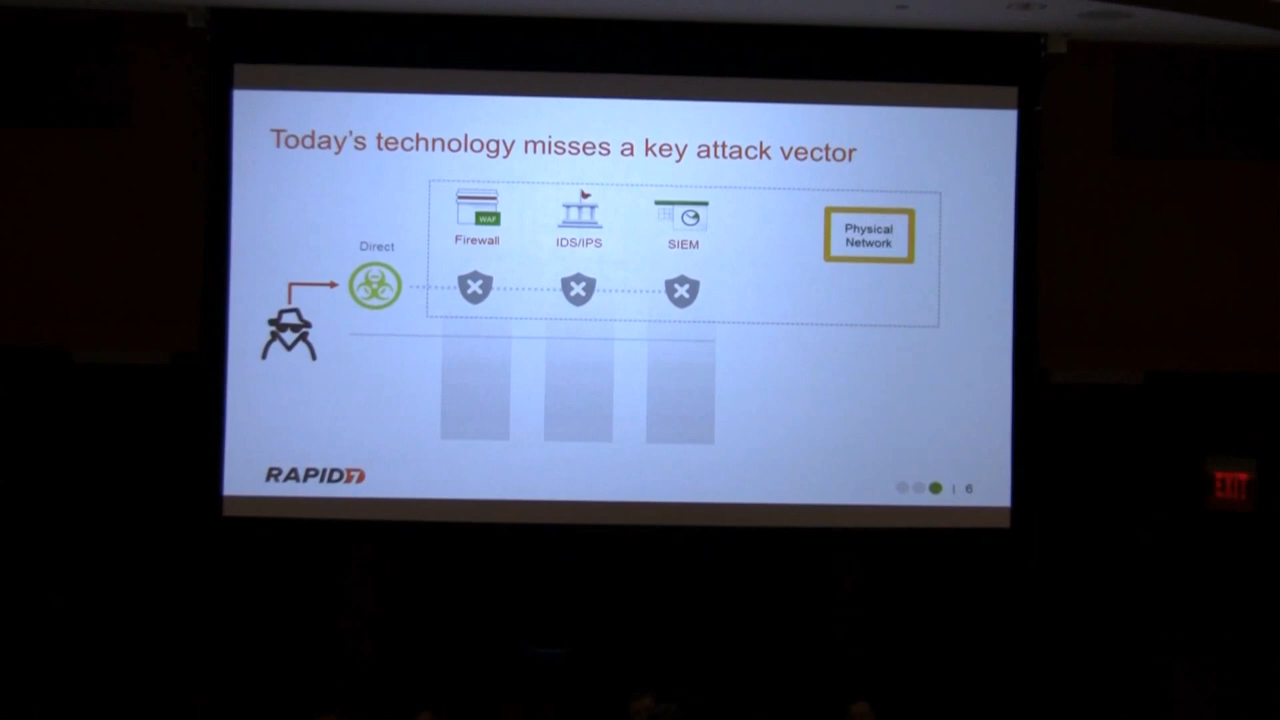 Today's technology misses a key attack vector
WAF
Firewall
IDS/IPS
SIEM
Physical
Network
Direct
RAPID7
| 6
EXIT